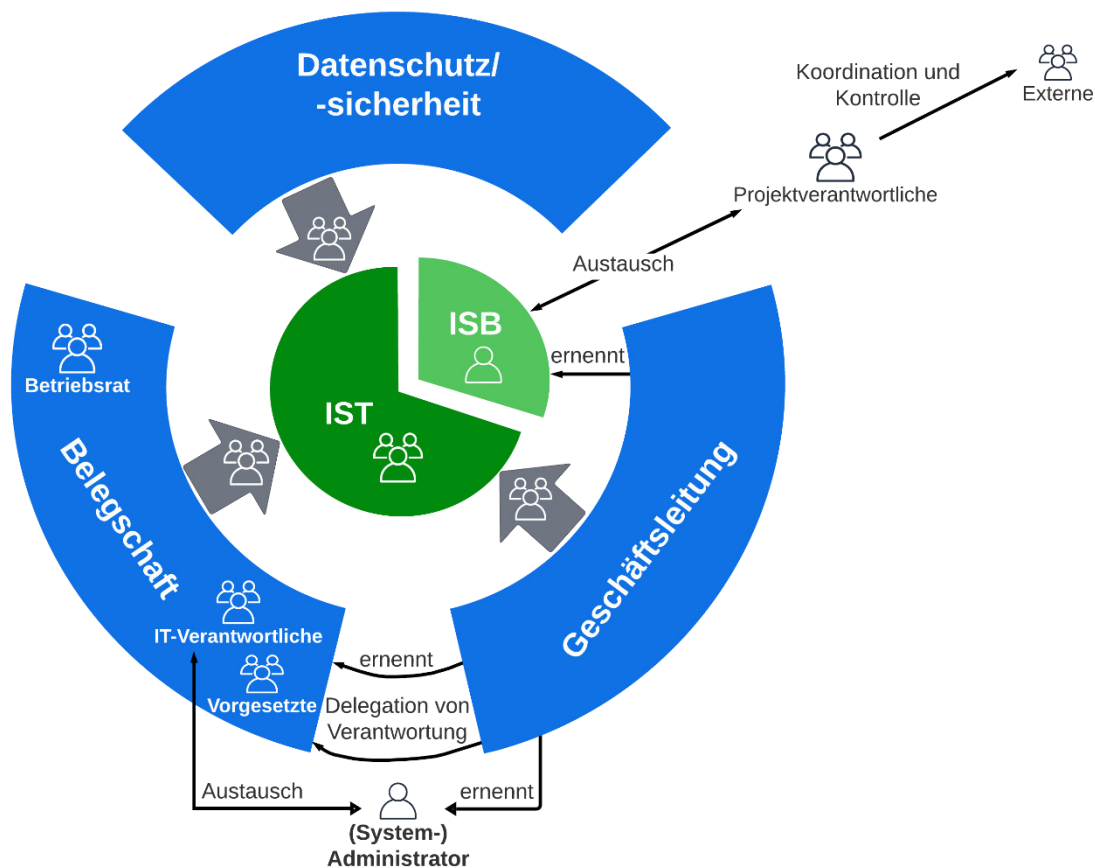 Datenschutz/
-sicherheit
Koordination und
Kontrolle
Externe
Projektverantwortliche
Austausch
ISB
ernennt
IST
Betriebsrat
Belegschaft
IT-Verantwortliche
Vorgesetzte
Geschäftsleitung
ernennt
Delegation von
Verantwortung
Austausch
ernennt
(System-)
Administrator